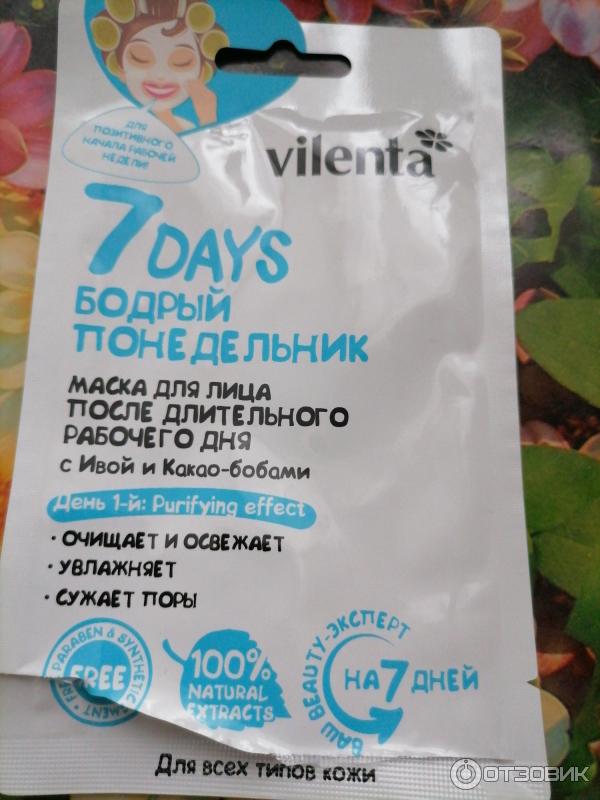 ДЛЯ
ПОЗИТИВНОГО
НАЧАЛА РАБОЧЕЙ
НЕДЕЛИ!
vilenta
7 DAYS
БОДРЫЙ
ПОНЕДЕЛЬНИК
МАСКА ДЛЯ ЛИЦА
ПОСЛЕ ДЛИТЕЛЬНОГО
РАБОЧЕГО ДНЯ
с Ивой и Какао-бобами
День 1-й: Purifying effect
· ОЧИЩАЕТ И ОСВЕЖАЕТ
· УВЛАЖНЯЕТ
· СУЖАЕТ ПОРЫ
PARABEN & SYNTHETIC
FREE
100%
NATURAL
EXTRACTS
ВАШ BEAUTY-ЭКСПЕРТ
НА 7 ДНЕЙ
Для всех типов кожи
ОТЗОВИК